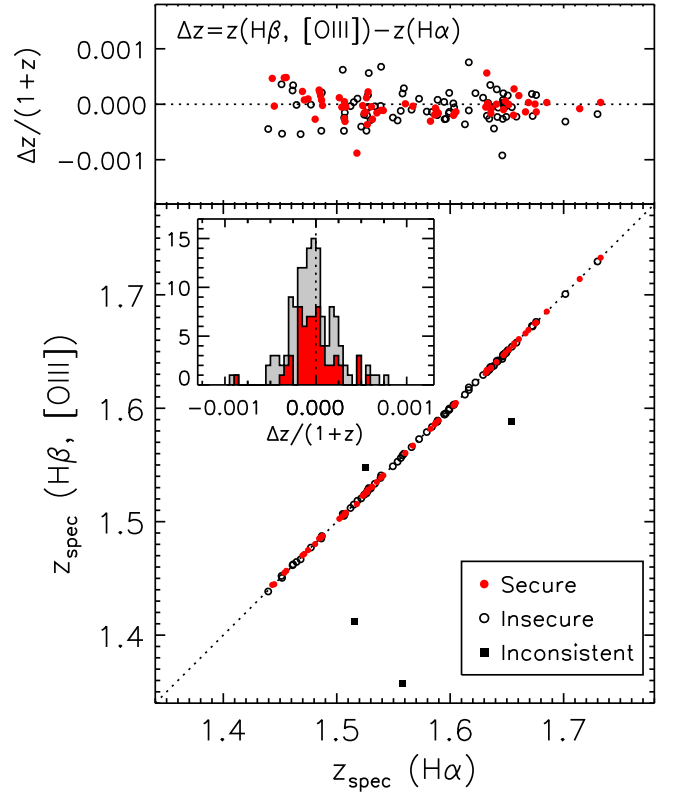 Δz=z(Hβ, [OIII])−z(Hα)
0.001
0.000
−0.001
Δz/(1+z)
15
10
5
0
−0.001 0.000 0.001
Δz/(1+z)
1.7
1.6
1.5
1.4
z_spec (Hβ, [OIII])
Secure
Insecure
Inconsistent
1.4 1.5 1.6 1.7
z_spec (Hα)